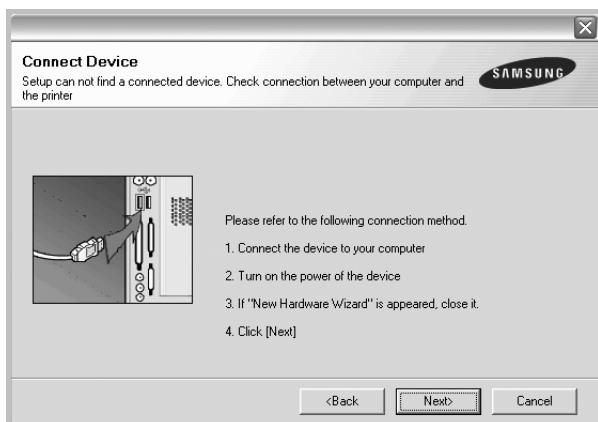 Connect Device
Setup can not find a connected device. Check connection between your computer and
the printer
SAMSUNG
Please refer to the following connection method.
1. Connect the device to your computer
2. Turn on the power of the device
3. If "New Hardware Wizard" is appeared, close it.
4. Click [Next]
<Back
Next>
Cancel